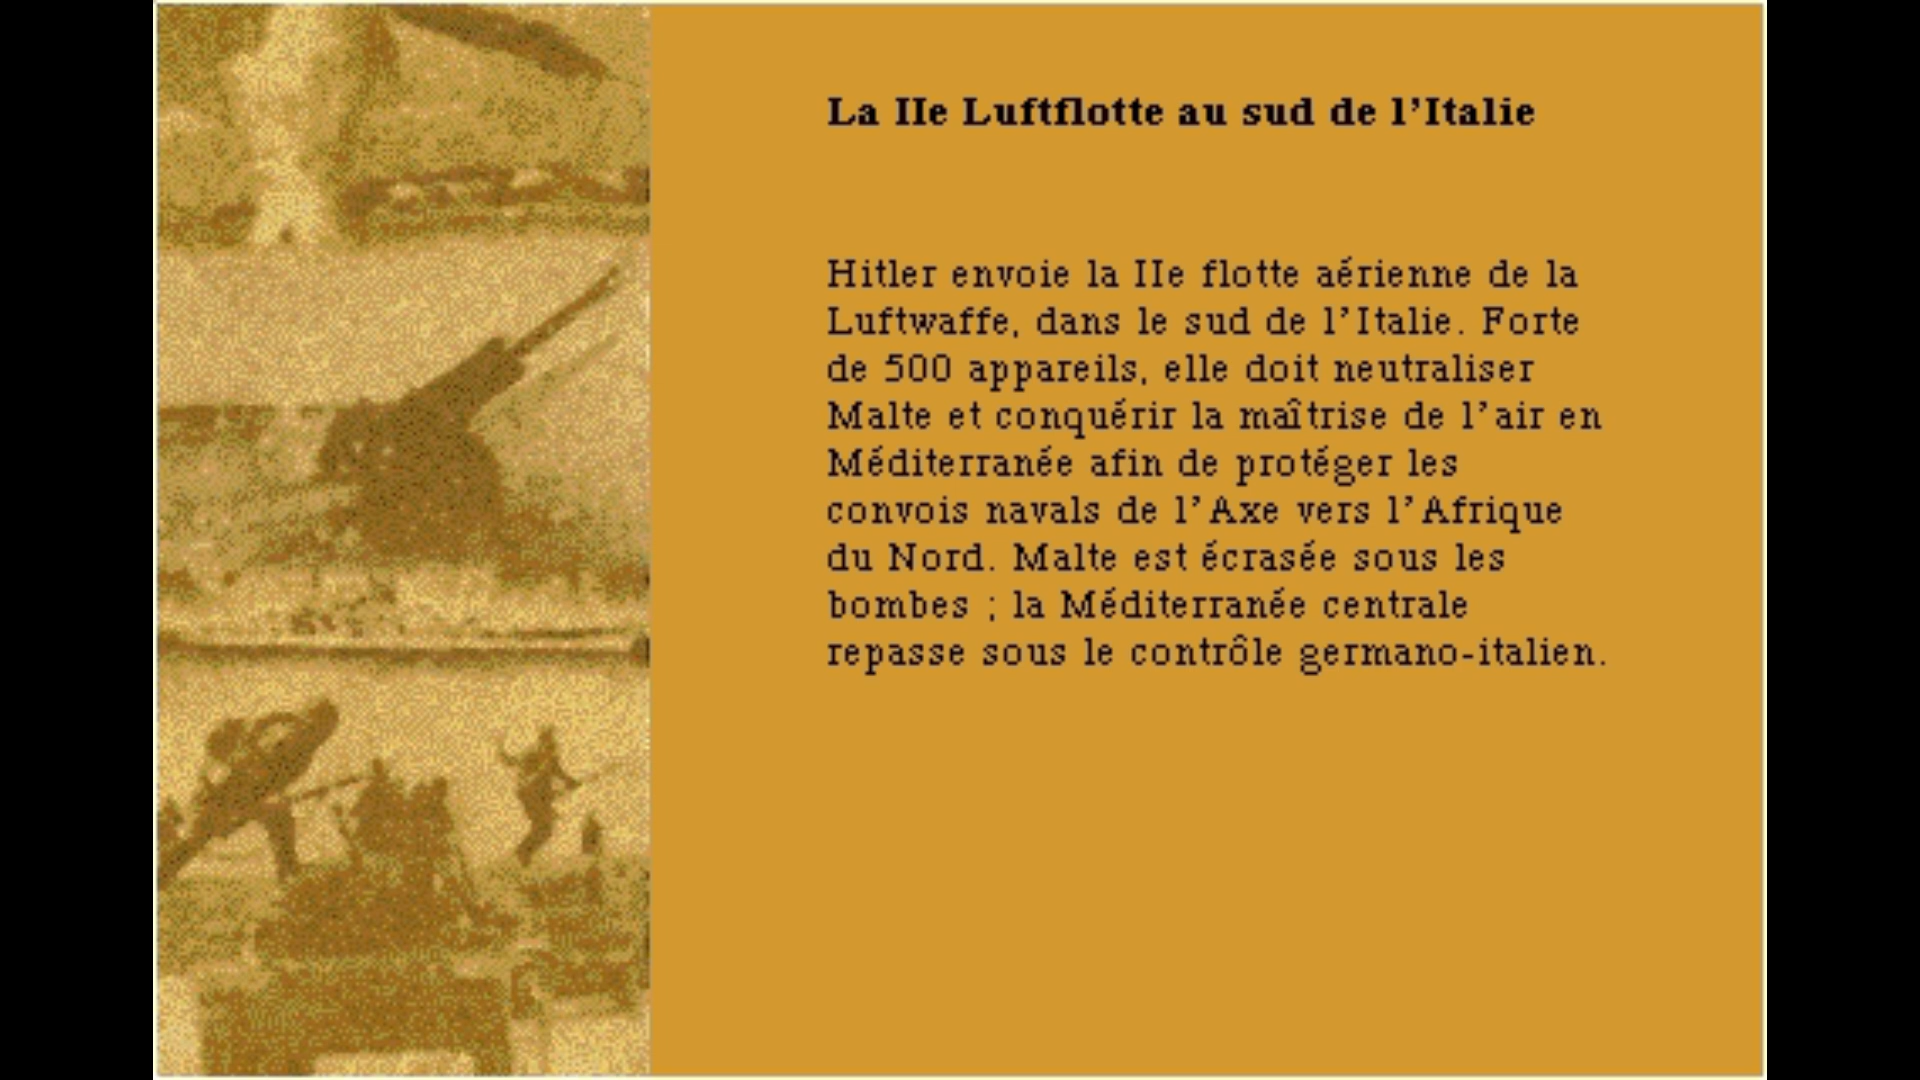 La IIe Luftflotte au sud de l’Italie
Hitler envoie la IIe flotte aérienne de la
Luftwaffe, dans le sud de l’Italie. Forte
de 500 appareils, elle doit neutraliser
Malte et conquérir la maîtrise de l’air en
Méditerranée afin de protéger les
convois navals de l’Axe vers l’Afrique
du Nord. Malte est écrasée sous les
bombes ; la Méditerranée centrale
repasse sous le contrôle germano-italien.